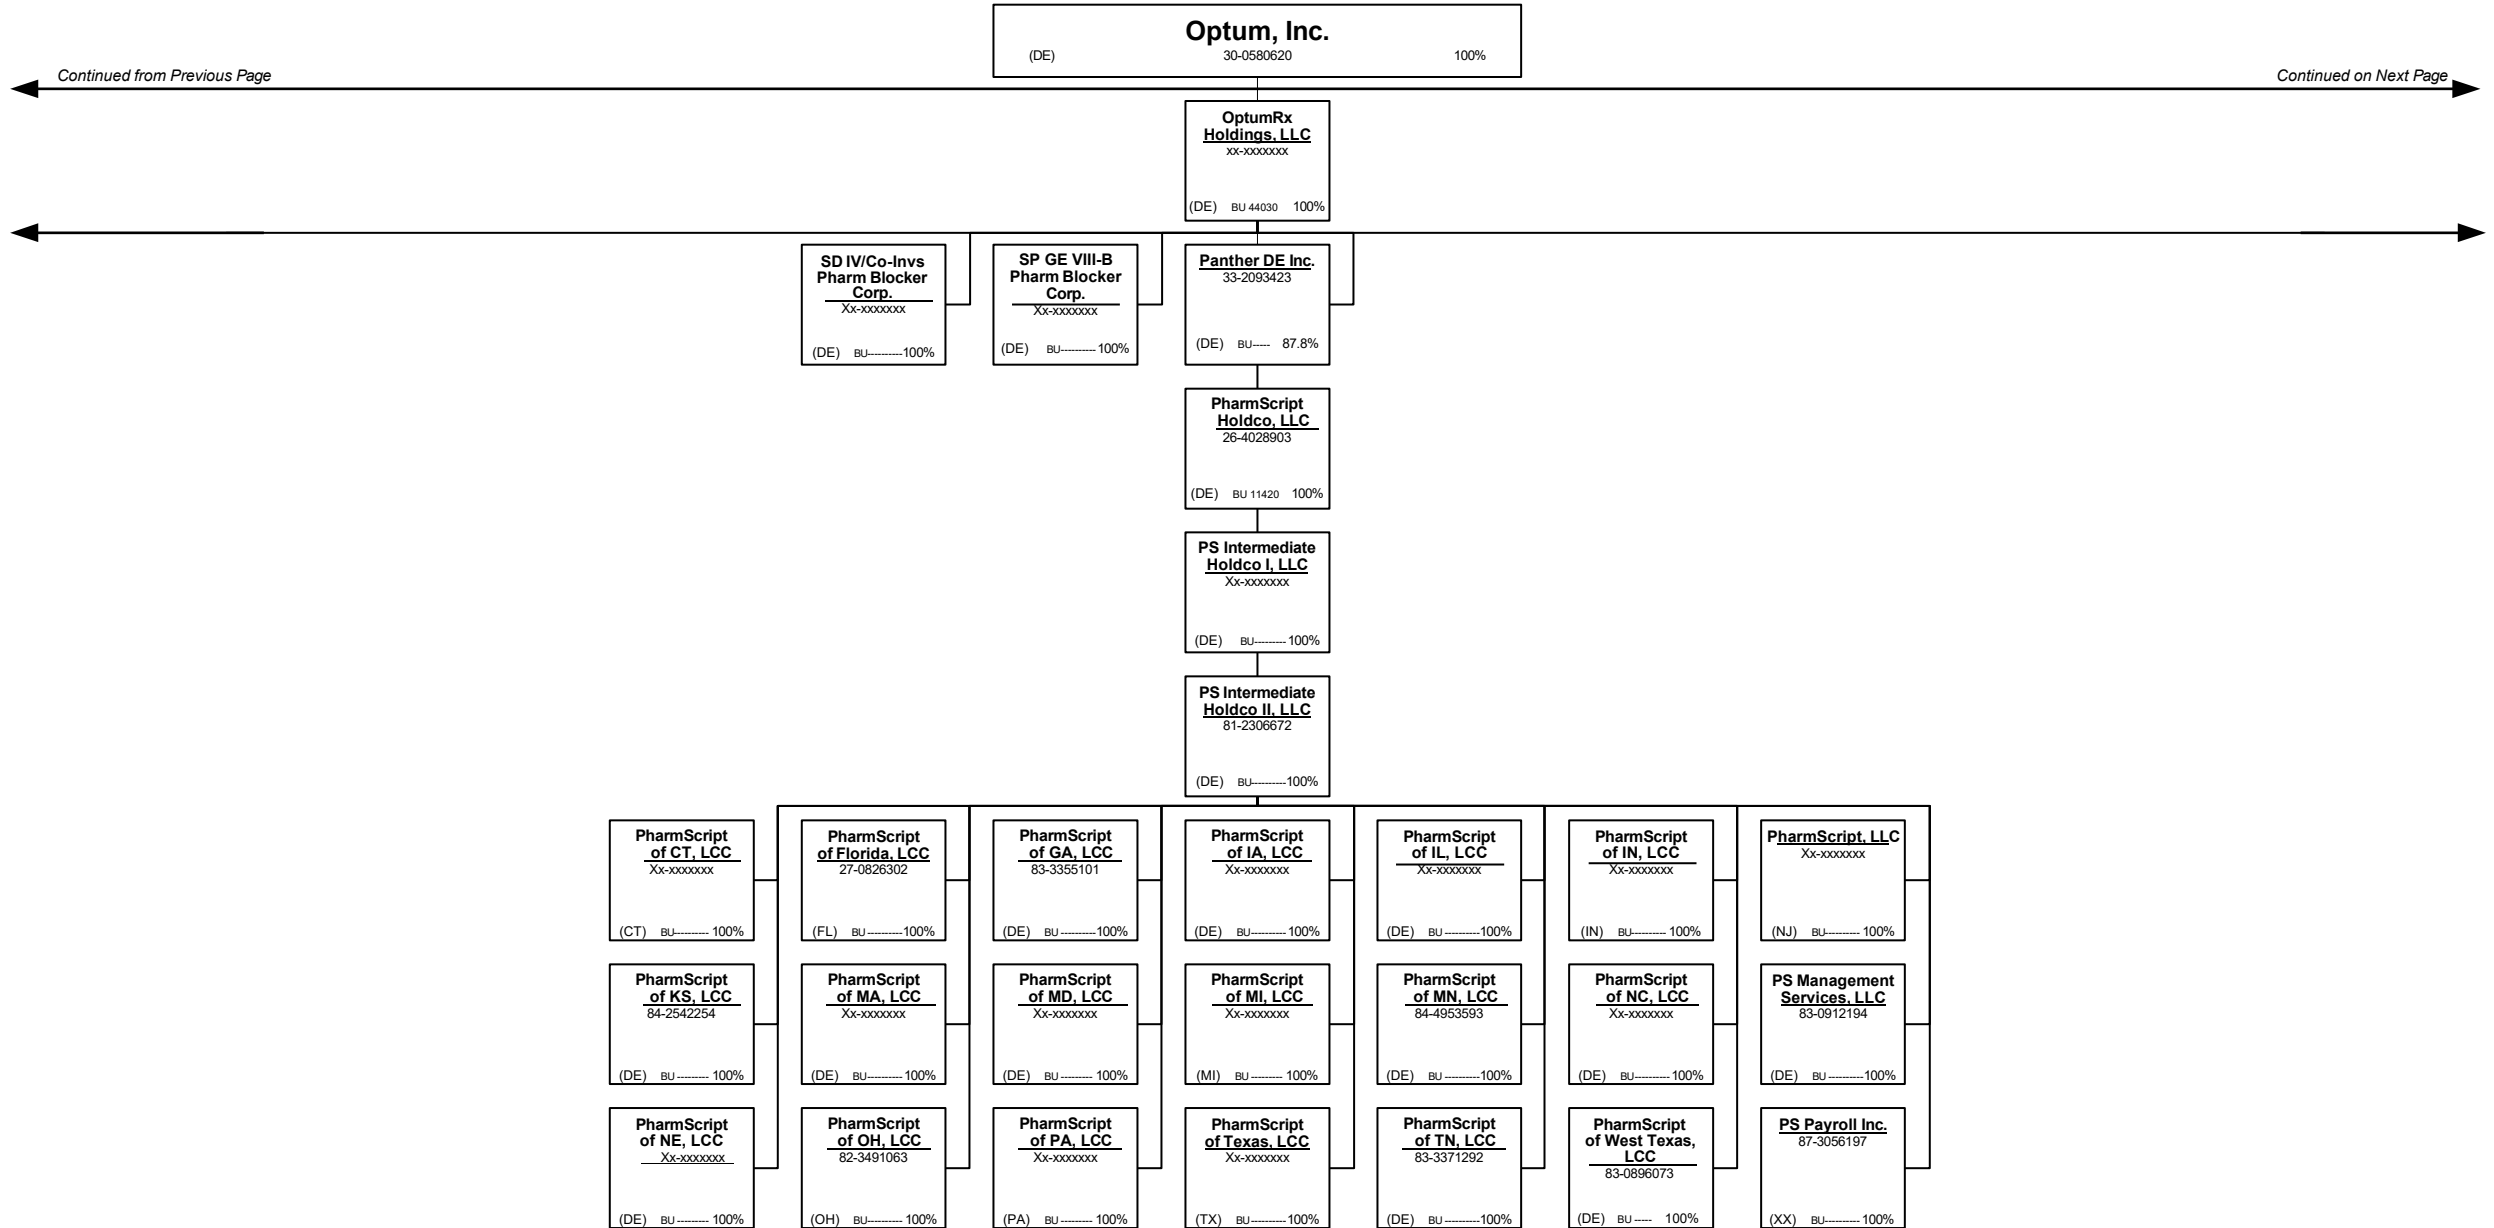 Optum, Inc.
(DE) 30-0580620 100%
Continued from Previous Page
Continued on Next Page
OptumRx
Holdings, LLC
xx-xxxxxxx
(DE) BU 44030 100%
SD IV/Co-Invs
Pharm Blocker
Corp.
Xx-xxxxxxx
(DE) BU----------100%
SP GE VIII-B
Pharm Blocker
Corp.
Xx-xxxxxxx
(DE) BU---------- 100%
Panther DE Inc.
33-2093423
(DE) BU----- 87.8%
PharmScript
Holdco, LLC
26-4028903
(DE) BU 11420 100%
PS Intermediate
Holdco I, LLC
Xx-xxxxxxx
(DE) BU--------- 100%
PS Intermediate
Holdco II, LLC
81-2306672
(DE) BU----------100%
PharmScript
of CT, LCC
Xx-xxxxxxx
(CT) BU---------- 100%
PharmScript
of Florida, LCC
27-0826302
(FL) BU ----------100%
PharmScript
of GA, LCC
83-3355101
(DE) BU ----------100%
PharmScript
of IA, LCC
Xx-xxxxxxx
(DE) BU ----------100%
PharmScript
of IL, LCC
Xx-xxxxxxx
(DE) BU ----------100%
PharmScript
of IN, LCC
Xx-xxxxxxx
(IN) BU---------- 100%
PharmScript, LLC
Xx-xxxxxxx
(NJ) BU---------- 100%
PharmScript
of KS, LCC
84-2542254
(DE) BU --------- 100%
PharmScript
of MA, LCC
Xx-xxxxxxx
(DE) BU---------- 100%
PharmScript
of MD, LCC
Xx-xxxxxxx
(DE) BU --------- 100%
PharmScript
of MI, LCC
Xx-xxxxxxx
(MI) BU --------- 100%
PharmScript
of MN, LCC
84-4953593
(DE) BU ----------100%
PharmScript
of NC, LCC
Xx-xxxxxxx
(DE) BU---------- 100%
PS Management
Services, LLC
83-0912194
(DE) BU ----------100%
PharmScript
of NE, LCC
Xx-xxxxxxx
(DE) BU --------- 100%
PharmScript
of OH, LCC
82-3491063
(OH) BU---------- 100%
PharmScript
of PA, LCC
Xx-xxxxxxx
(PA) BU --------- 100%
PharmScript
of Texas, LCC
Xx-xxxxxxx
(TX) BU----------100%
PharmScript
of TN, LCC
83-3371292
(DE) BU ----------100%
PharmScript
of West Texas,
LCC
83-0896073
(DE) BU ----- 100%
PS Payroll Inc.
87-3056197
(XX) BU---------- 100%